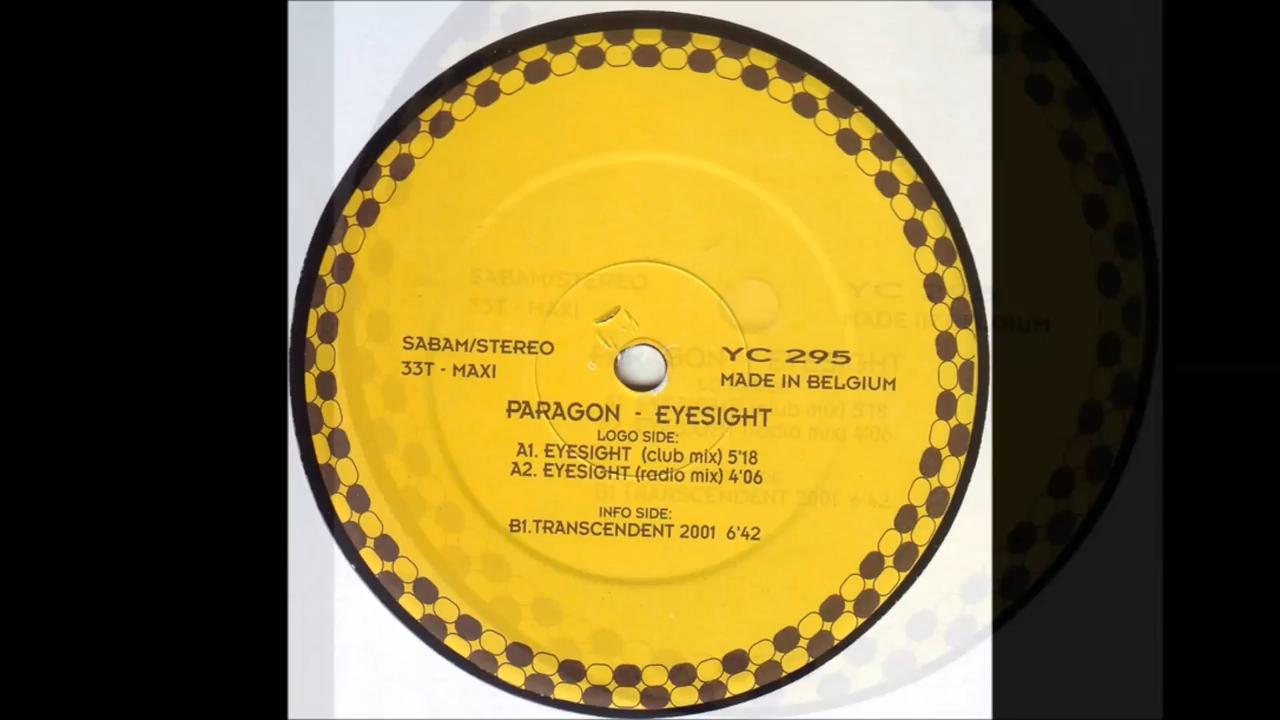 SABAM/STEREO
33T - MAXI
YC 295
MADE IN BELGIUM
PARAGON - EYESIGHT
LOGO SIDE:
A1. EYESIGHT (club mix) 5'18
A2. EYESIGHT (radio mix) 4'06
INFO SIDE:
B1.TRANSCENDENT 2001 6'42